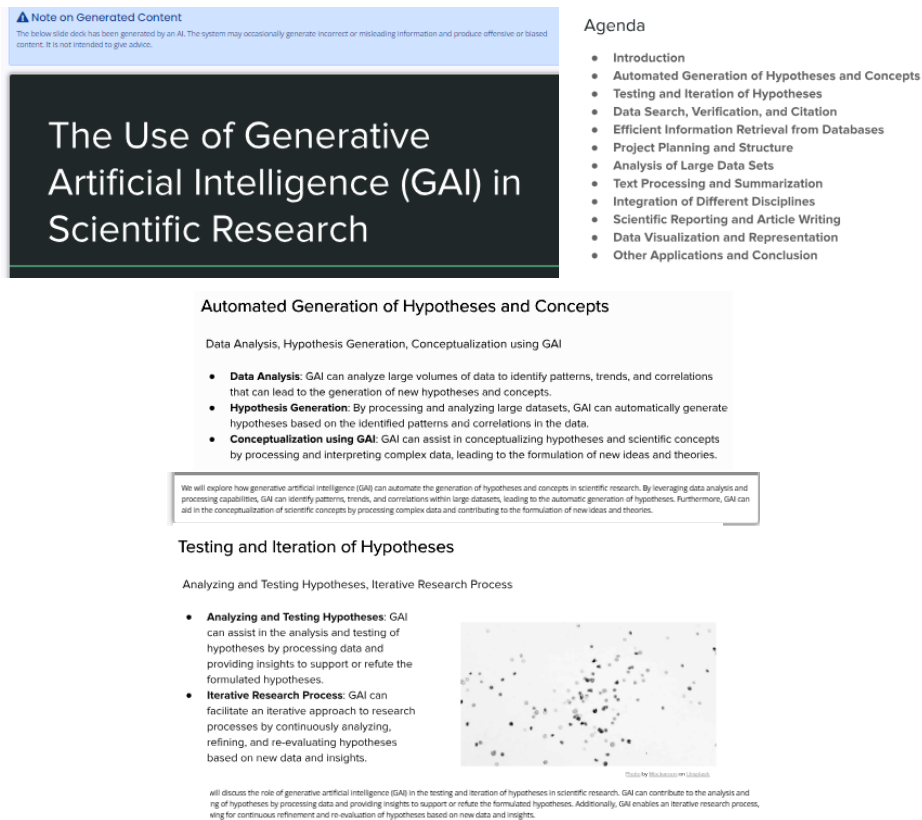 Note on Generated Content
The below slide deck has been generated by an AI. The system may occasionally generate incorrect or misleading information and produce offensive or biased
content. It is not intended to give advice.
The Use of Generative
Artificial Intelligence (GAI) in
Scientific Research
Agenda
● Introduction
● Automated Generation of Hypotheses and Concepts
● Testing and Iteration of Hypotheses
● Data Search, Verification, and Citation
● Efficient Information Retrieval from Databases
● Project Planning and Structure
● Analysis of Large Data Sets
● Text Processing and Summarization
● Integration of Different Disciplines
● Scientific Reporting and Article Writing
● Data Visualization and Representation
● Other Applications and Conclusion
Automated Generation of Hypotheses and Concepts
Data Analysis, Hypothesis Generation, Conceptualization using GAI
● Data Analysis: GAI can analyze large volumes of data to identify patterns, trends, and correlations
that can lead to the generation of new hypotheses and concepts.
● Hypothesis Generation: By processing and analyzing large datasets, GAI can automatically generate
hypotheses based on the identified patterns and correlations in the data.
● Conceptualization using GAI: GAI can assist in conceptualizing hypotheses and scientific concepts
by processing and interpreting complex data, leading to the formulation of new ideas and theories.
We will explore how generative artificial intelligence (GAI) can automate the generation of hypotheses and concepts in scientific research. By leveraging data analysis and
processing capabilities, GAI can identify patterns, trends, and correlations within large datasets, leading to the automatic generation of hypotheses. Furthermore, GAI can
aid in the conceptualization of scientific concepts by processing complex data and contributing to the formulation of new ideas and theories.
Testing and Iteration of Hypotheses
Analyzing and Testing Hypotheses, Iterative Research Process
● Analyzing and Testing Hypotheses: GAI
can assist in the analysis and testing of
hypotheses by processing data and
providing insights to support or refute the
formulated hypotheses.
● Iterative Research Process: GAI can
facilitate an iterative approach to research
processes by continuously analyzing,
refining, and re-evaluating hypotheses
based on new data and insights.
Photo by on Unsplash
will discuss the role of generative artificial intelligence (GAI) in the testing and iteration of hypotheses in scientific research. GAI can contribute to the analysis and
ng of hypotheses by processing data and providing insights to support or refute the formulated hypotheses. Additionally, GAI enables an iterative research process,
wing for continuous refinement and re-evaluation of hypotheses based on new data and insights.